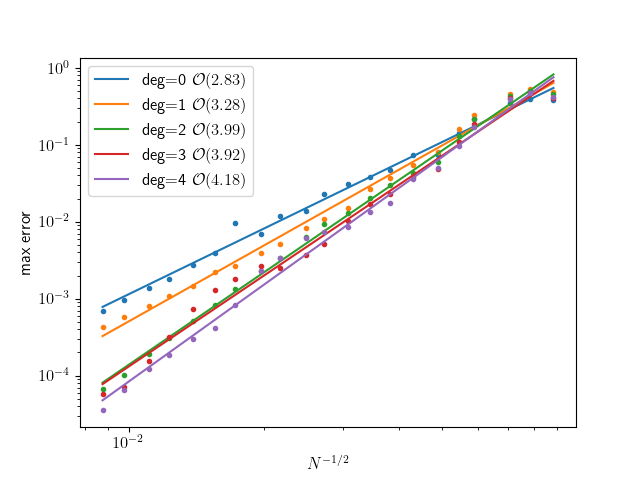 10^0
10^-1
10^-2
10^-3
10^-4
max error
deg=0 O(2.83)
deg=1 O(3.28)
deg=2 O(3.99)
deg=3 O(3.92)
deg=4 O(4.18)
10^-2
N^-1/2